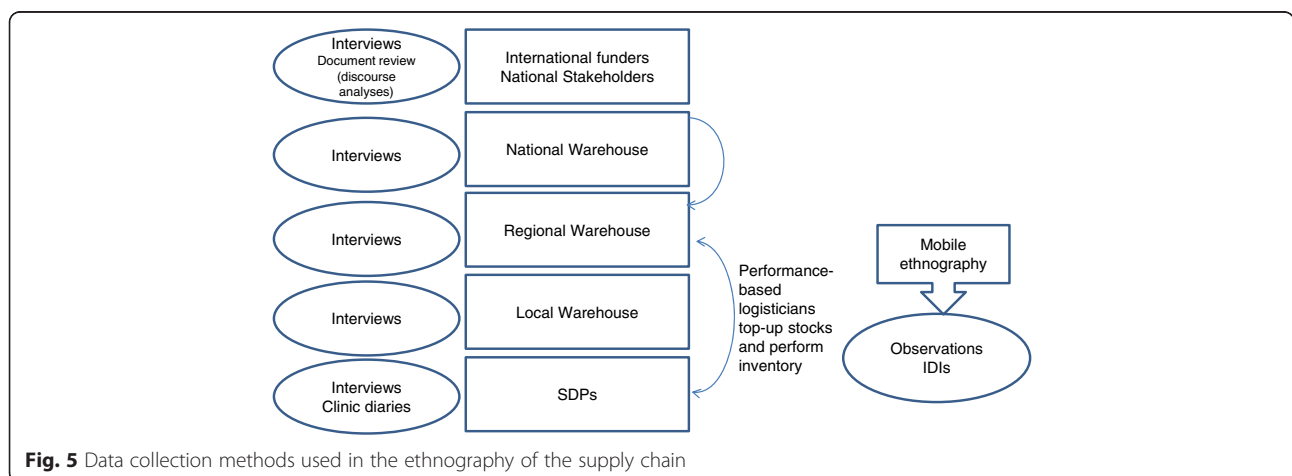 Interviews
Document review
(discourse
analyses)
International funders
National Stakeholders
Interviews
National Warehouse
Interviews
Regional Warehouse
Interviews
Local Warehouse
Interviews
Clinic diaries
SDPs
Performance-
based
logisticians
top-up stocks
and perform
inventory
Mobile
ethnography
Observations
IDIs
Fig. 5 Data collection methods used in the ethnography of the supply chain